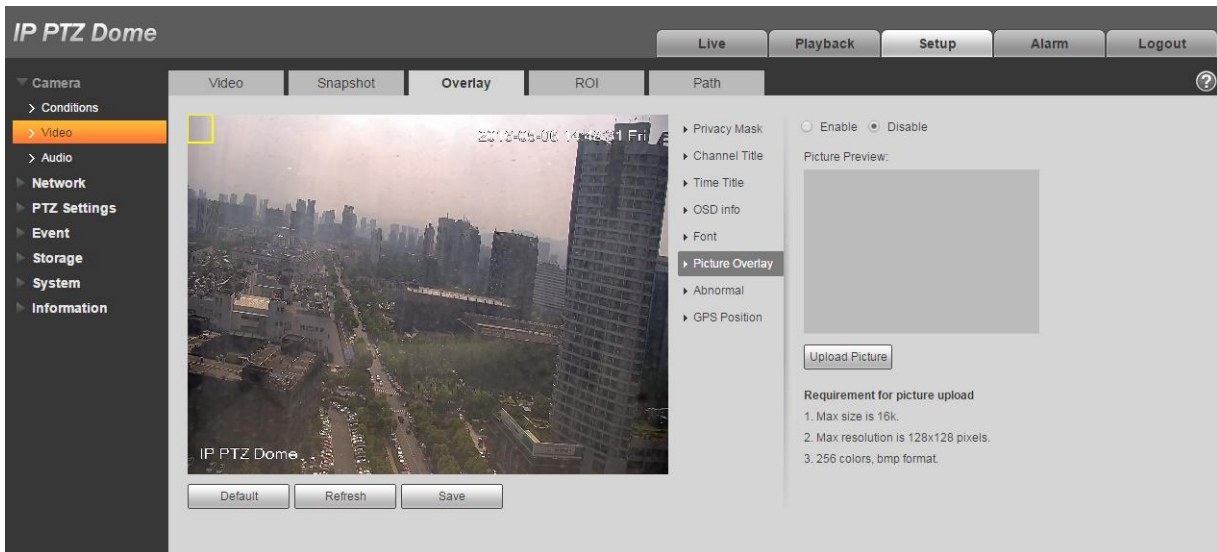 IP PTZ Dome
Live
Playback
Setup
Alarm
Logout
Camera
Conditions
Video
Audio
Network
PTZ Settings
Event
Storage
System
Information
Video
Snapshot
Overlay
ROI
Path
?
Fri
IP PTZ Dome
Default
Refresh
Save
Privacy Mask
Channel Title
Time Title
OSD info
Font
Picture Overlay
Abnormal
GPS Position
Enable
Disable
Picture Preview:
Upload Picture
Requirement for picture upload
1. Max size is 16k.
2. Max resolution is 128x128 pixels.
3. 256 colors, bmp format.